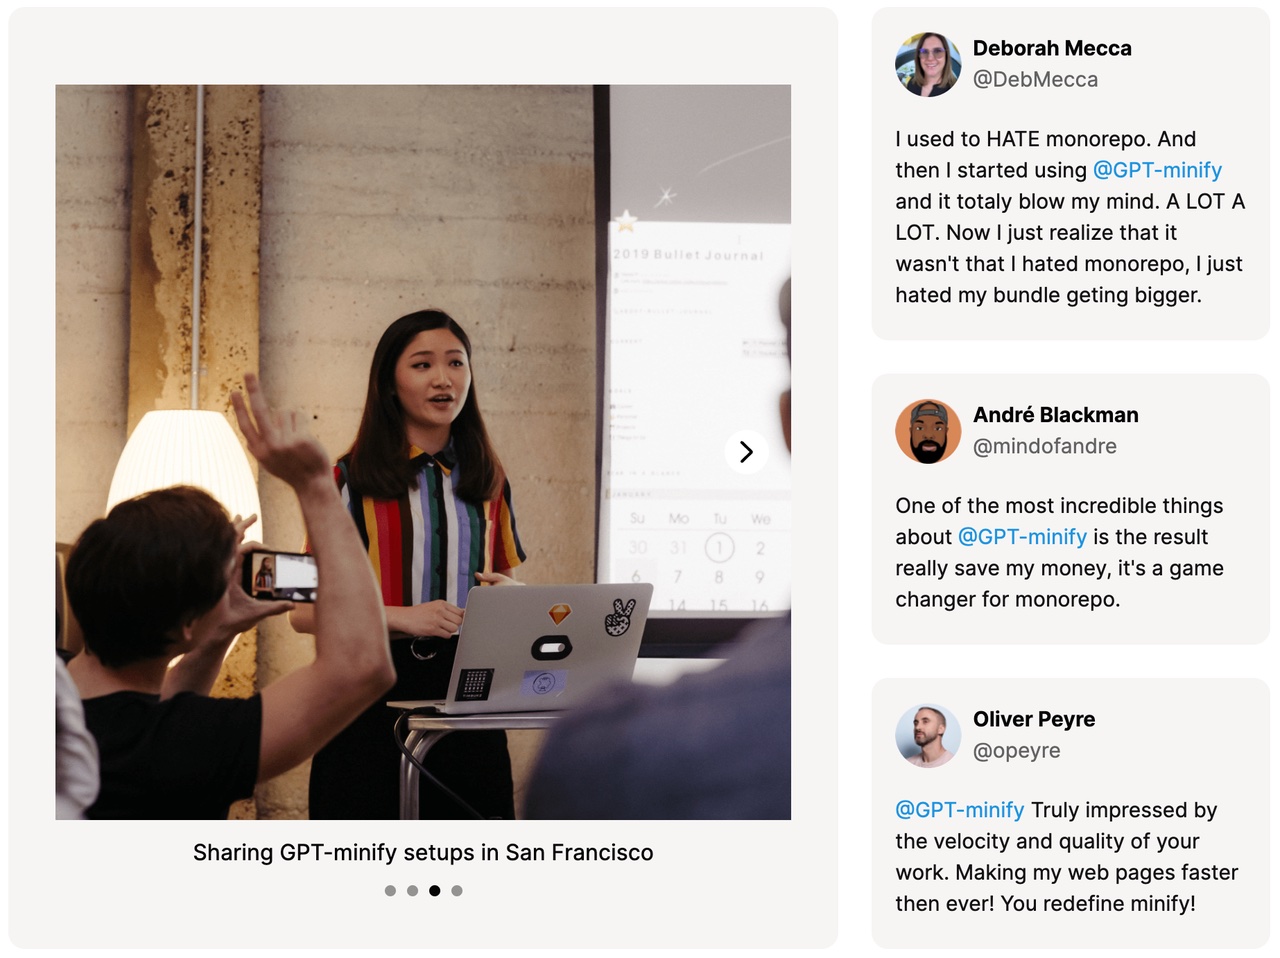 2019 Bullet Journal
JANUARY
Su Mo Tu We
30 31 1 2
6 7 8 9
14 15 16
Sharing GPT-minify setups in San Francisco
Deborah Mecca
@DebMecca
I used to HATE monorepo. And
then I started using @GPT-minify
and it totaly blow my mind. A LOT A
LOT. Now I just realize that it
wasn't that I hated monorepo, I just
hated my bundle geting bigger.
André Blackman
@mindofandre
One of the most incredible things
about @GPT-minify is the result
really save my money, it's a game
changer for monorepo.
Oliver Peyre
@opeyre
@GPT-minify Truly impressed by
the velocity and quality of your
work. Making my web pages faster
then ever! You redefine minify!